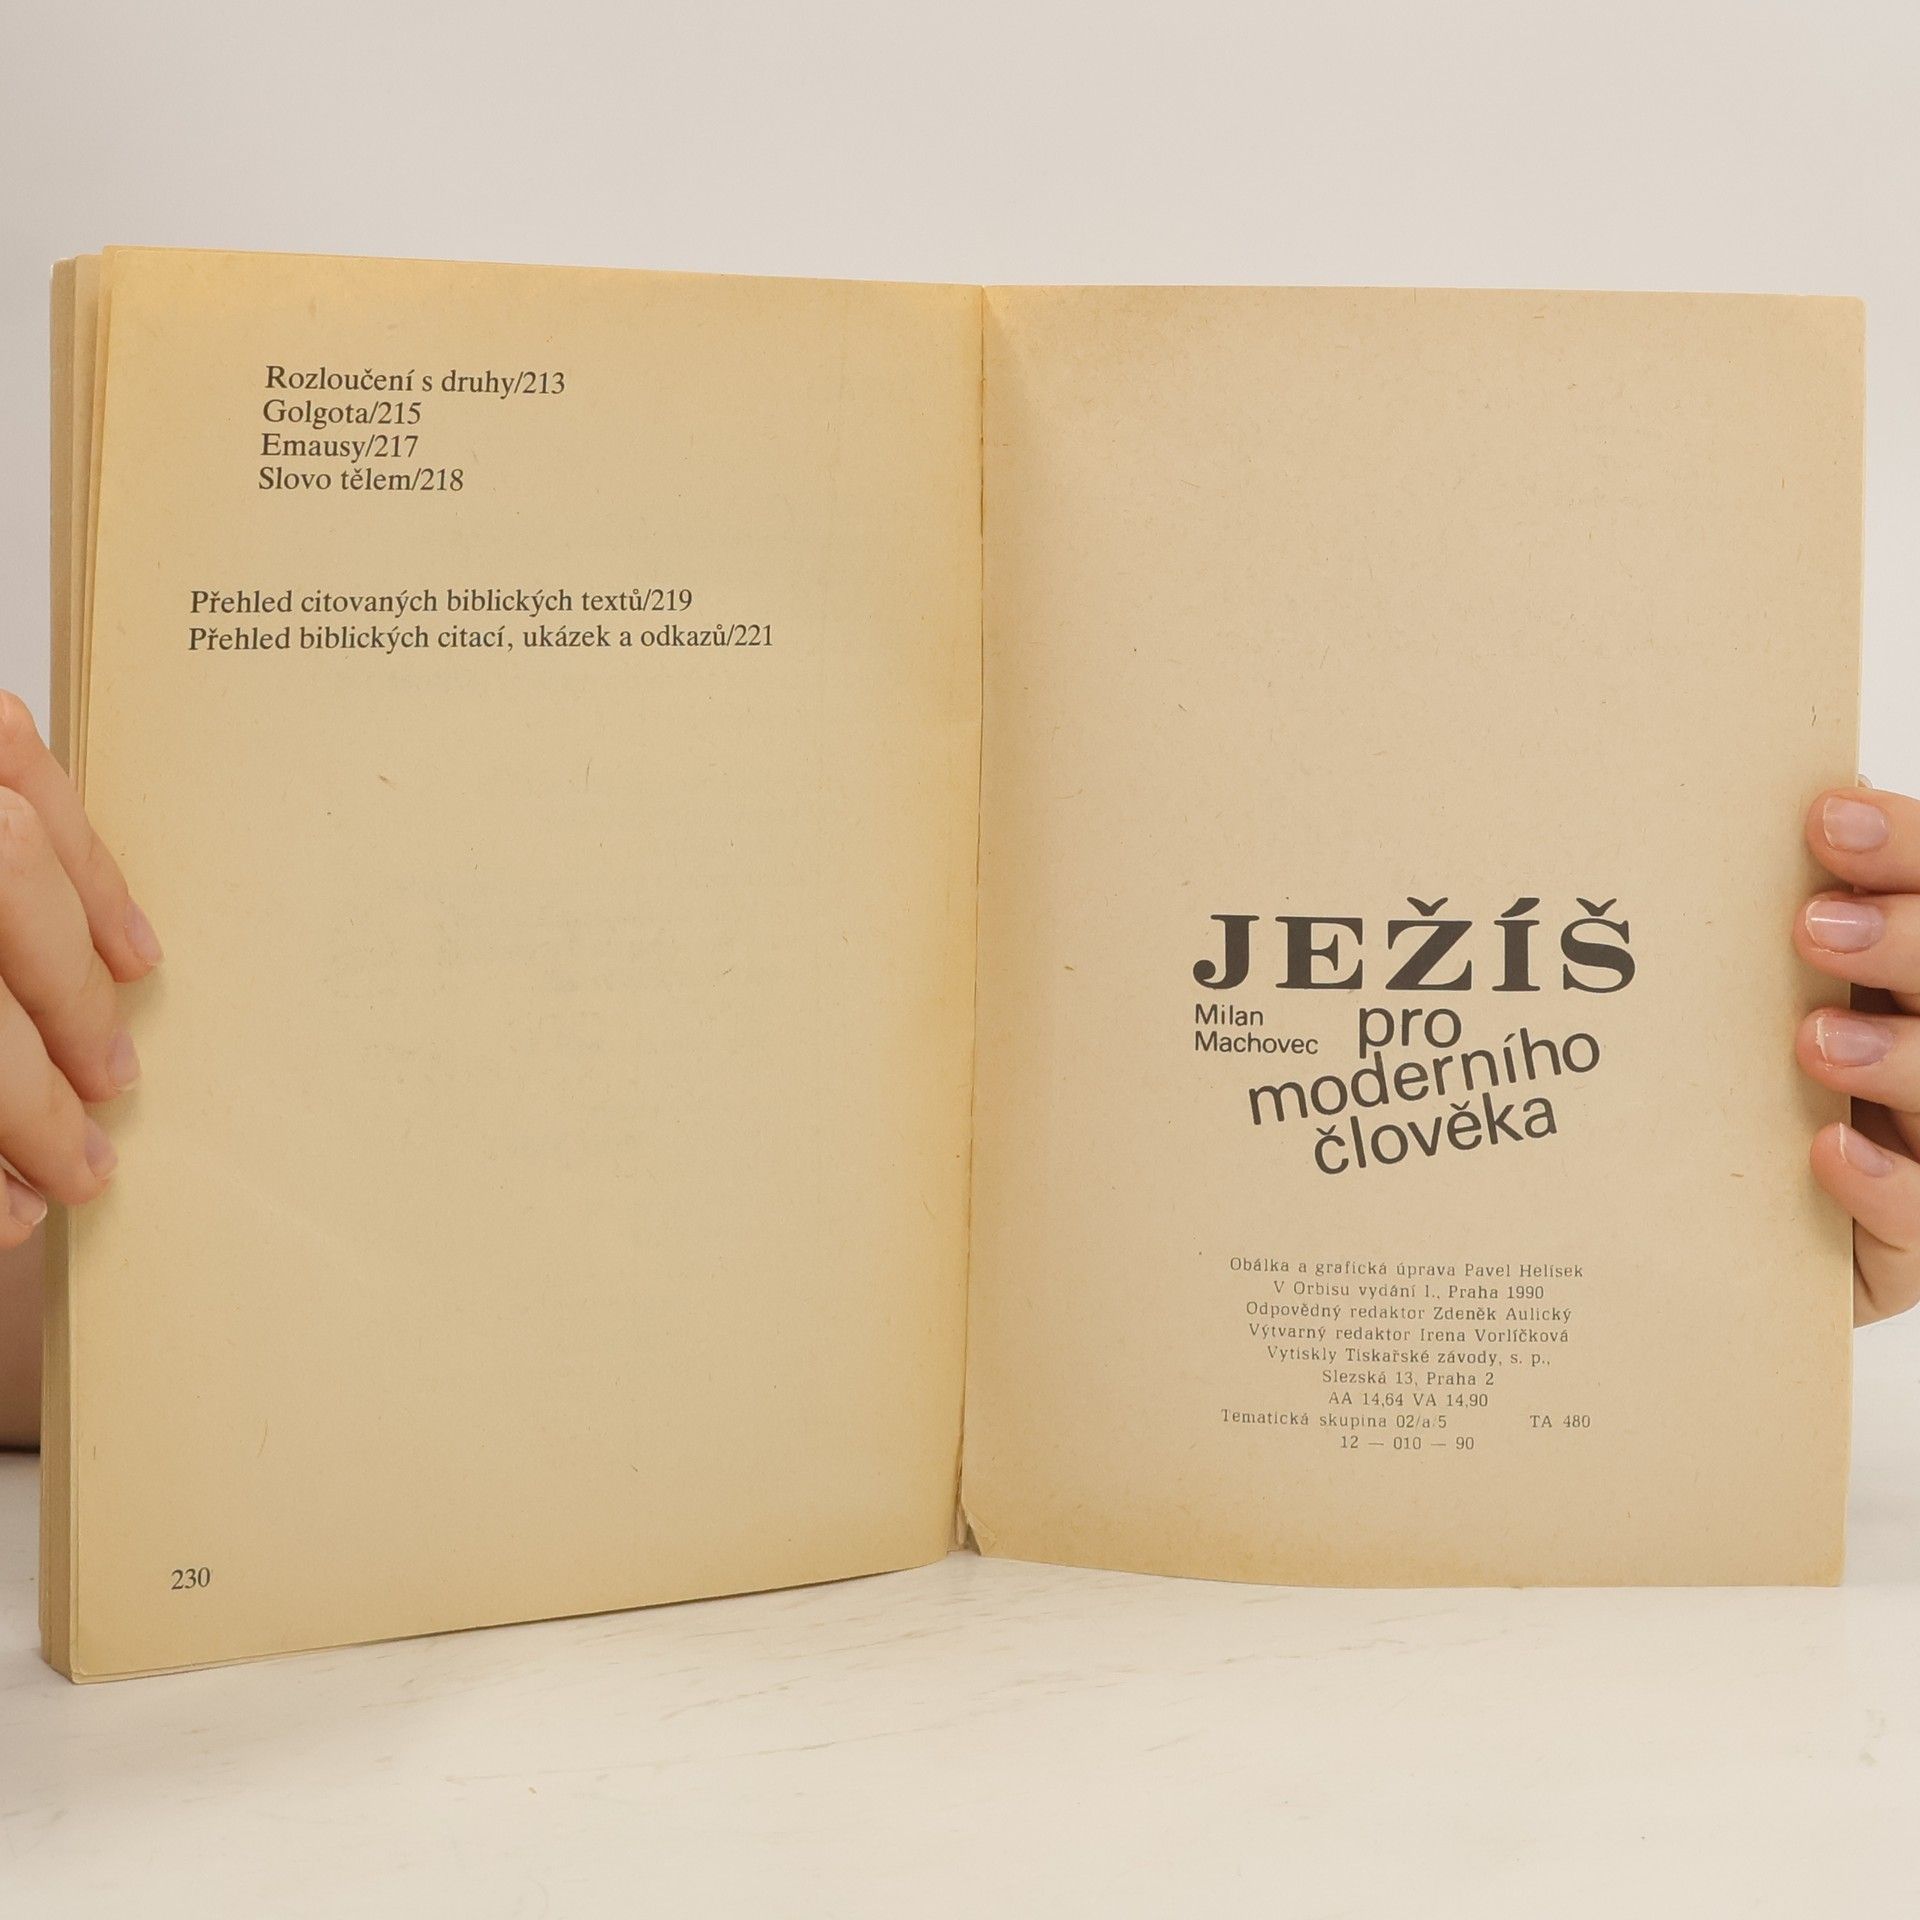 Rozloučení s druhy/213
Golgota/215
Emausy/217
Slovo tělem/218
Přehled citovaných biblických textů/219
Přehled biblických citací, ukázek a odkazů/221
230
JEŽÍŠ
Milan
Machovec
pro
moderního
člověka
Obálka a grafická úprava Pavel Helísek
V Orbisu vydání I., Praha 1990
Odpovědný redaktor Zdeněk Aulický
Výtvarný redaktor Irena Vorlíčková
Vytiskly Tiskařské závody, s. p.,
Slezská 13, Praha 2
AA 14,64 VA 14,90
Tematická skupina 02/a/5 TA 480
12 — 010 — 90